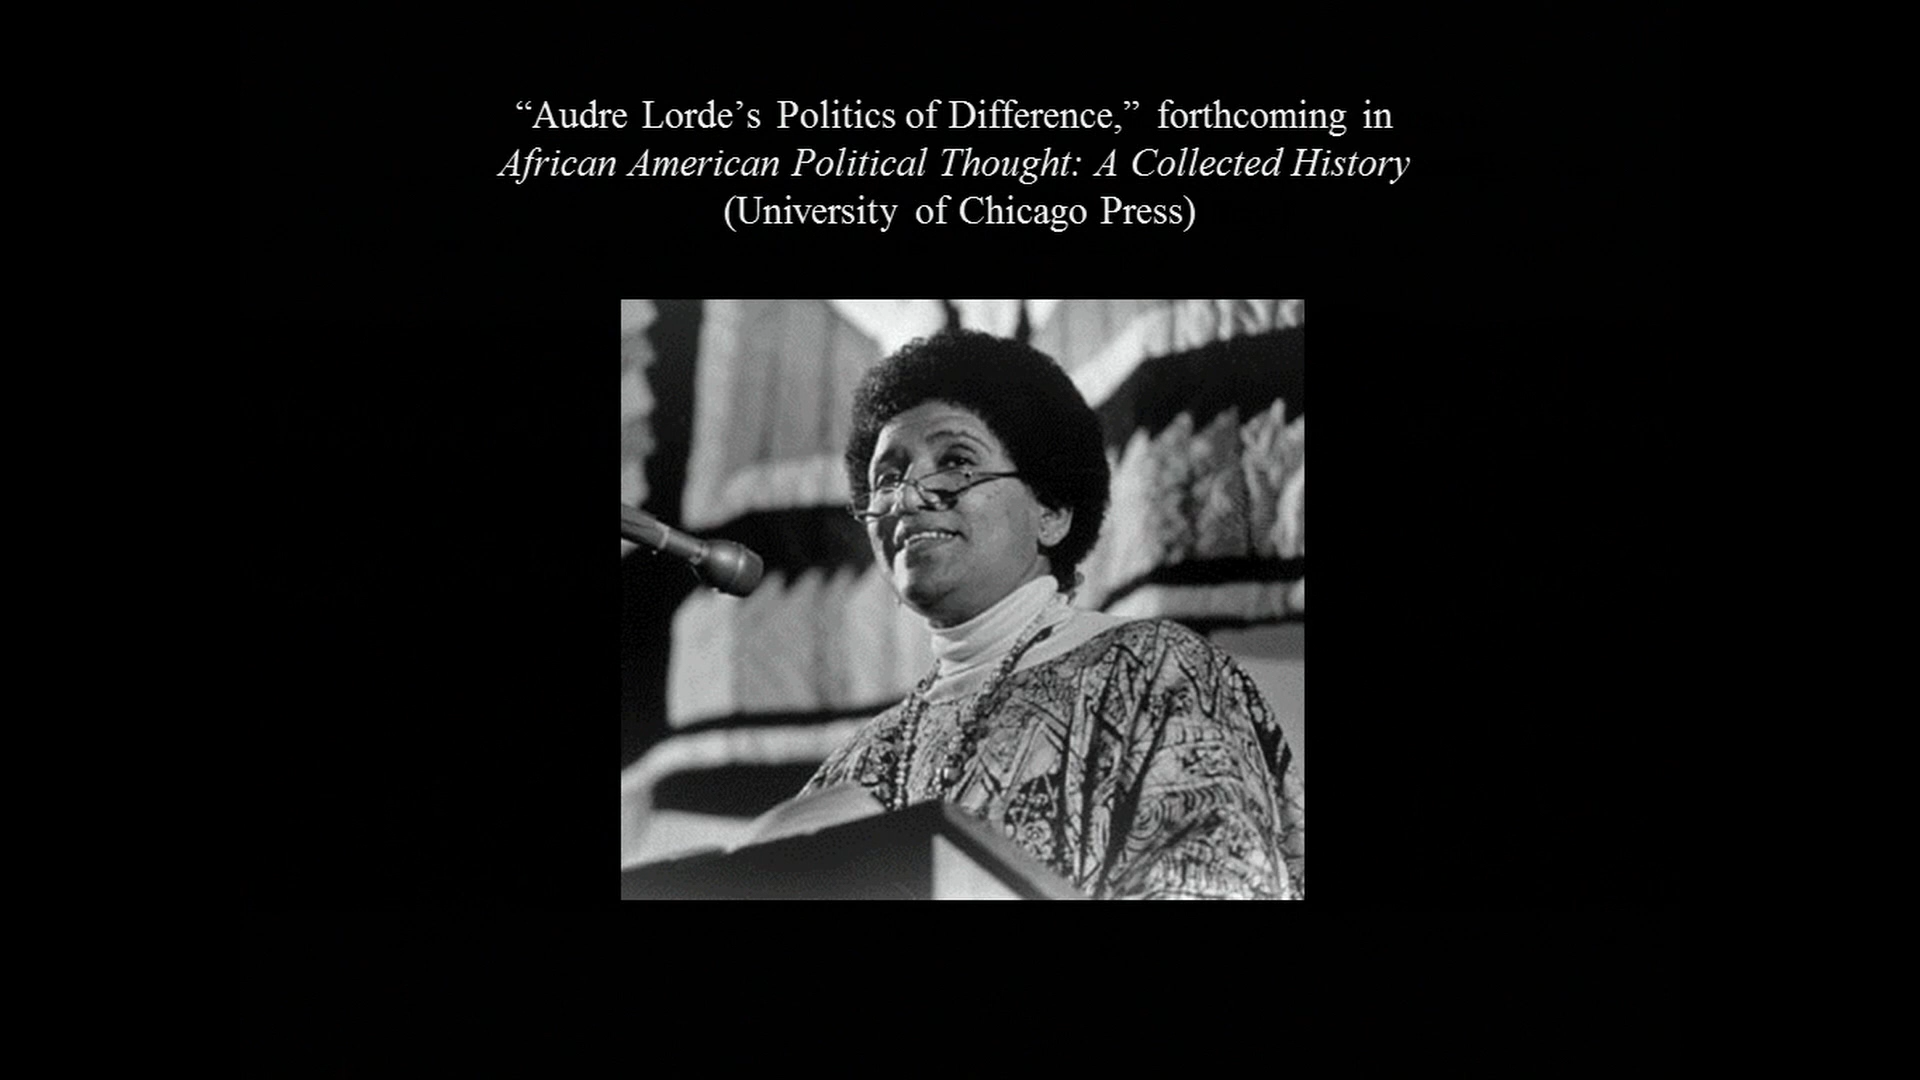 “Audre Lorde’s Politics of Difference,” forthcoming in
African American Political Thought: A Collected History
(University of Chicago Press)